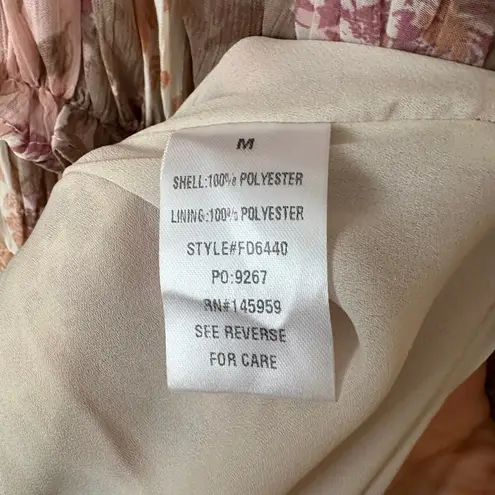 M
SHELL:100% POLYESTER
LINING:100% POLYESTER
STYLE#FD6440
PO:9267
RN#145959
SEE REVERSE
FOR CARE